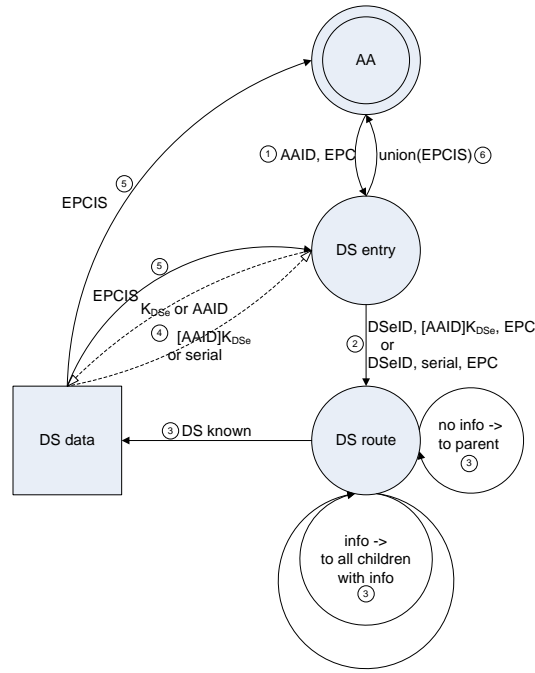 AA
1 AAID, EPC
union(EPCIS) 6
5
EPCIS
DS entry
5
EPCIS
K_DSe or AAID
4 [AAID]K_DSe
or serial
2
DSeID, [AAID]K_DSe, EPC
or
DSeID, serial, EPC
DS data
3 DS known
DS route
no info ->
to parent
3
info ->
to all children
with info
3